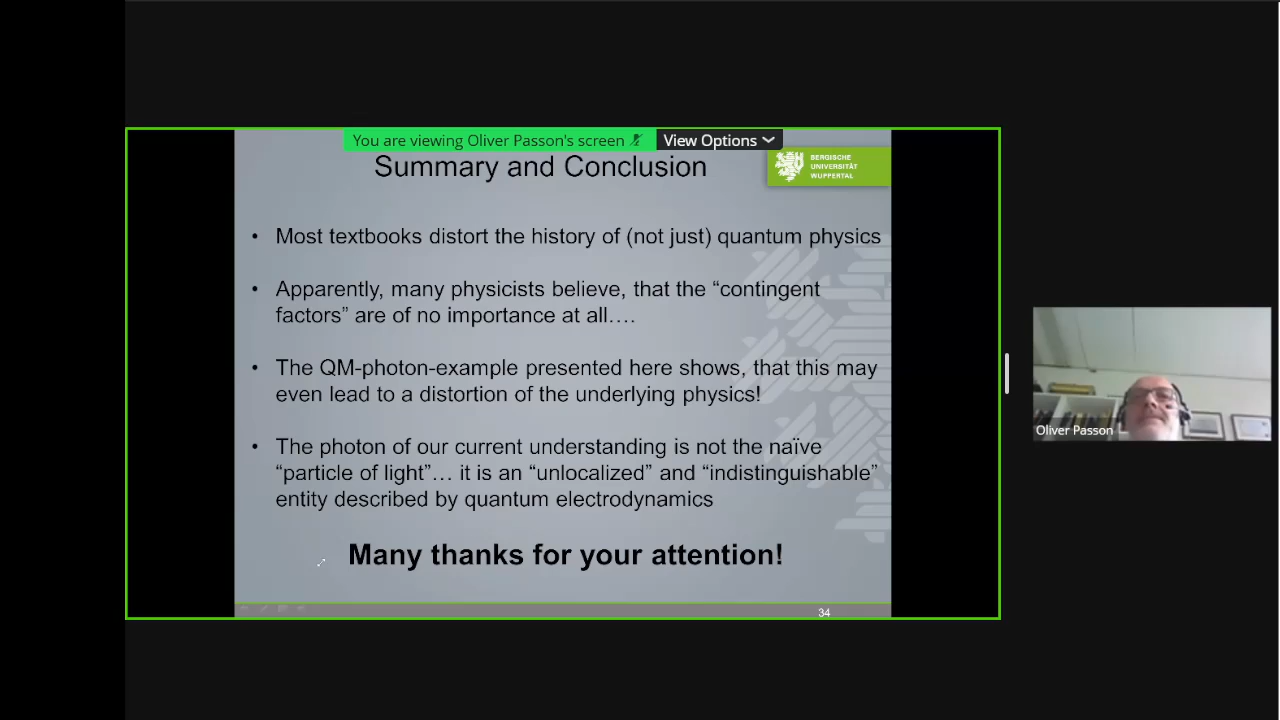 You are viewing Oliver Passon's screen
View Options
Summary and Conclusion
BERGISCHE
UNIVERSITÄT
WUPPERTAL
• Most textbooks distort the history of (not just) quantum physics
• Apparently, many physicists believe, that the “contingent
factors” are of no importance at all….
• The QM-photon-example presented here shows, that this may
even lead to a distortion of the underlying physics!
• The photon of our current understanding is not the naïve
“particle of light”… it is an “unlocalized” and “indistinguishable”
entity described by quantum electrodynamics
Many thanks for your attention!
34
Oliver Passon